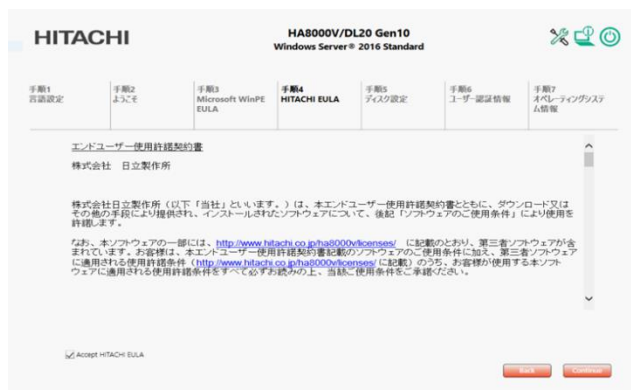 HITACHI
HA8000V/DL20 Gen10
Windows Server® 2016 Standard
手順1
言語設定
手順2
ようこそ
手順3
Microsoft WinPE
EULA
手順4
HITACHI EULA
手順5
ディスク設定
手順6
ユーザー認証情報
手順7
オペレーティングシステ
ム情報
エンドユーザー使用許諾契約書
株式会社 日立製作所
株式会社日立製作所（以下「当社」といいます。）は、本エンドユーザー使用許諾契約書とともに、ダウンロード又は
その他の手段により提供され、インストールされたソフトウェアについて、後記「ソフトウェアのご使用条件」により使用を
許諾します。
なお、本ソフトウェアの一部には、http://www.hitachi.co.jp/ha8000v/licenses/ に記載のとおり、第三者ソフトウェアが含
まれています。お客様は、本エンドユーザー使用許諾契約書記載のソフトウェアのご使用条件に加え、第三者ソフトウェア
に適用される使用許諾条件（http://www.hitachi.co.jp/ha8000v/licenses/ に記載）のうち、お客様が使用する本ソフト
ウェアに適用される使用許諾条件をすべて必ずお読みの上、当該ご使用条件をご承諾ください。
Accept HITACHI EULA
Back
Continue